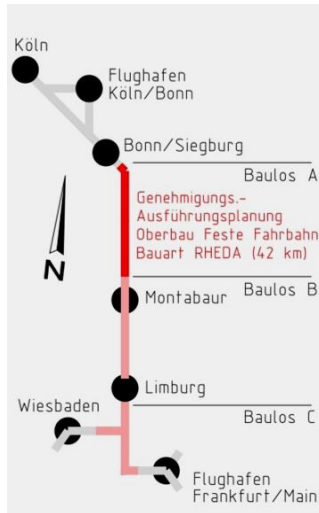 Köln
Flughafen
Köln/Bonn
Bonn/Siegburg
Baulos A
Genehmigungs.-
Ausführungsplanung
Oberbau Feste Fahrbahn
Bauart RHEDA (42 km)
N
Baulos B
Montabaur
Limburg
Wiesbaden
Baulos C
Flughafen
Frankfurt/Main